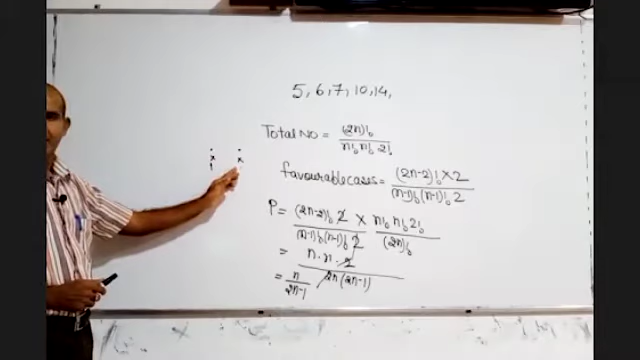 5, 6, 7, 10, 14,
Total No = (2n)! / n! n! 2!
favourable cases = (2n-2)! × 2 / (n-1)! (n-1)! 2
P = (2n-2)! 2 / (n-1)! (n-1)! 2 × n! n! 2! / (2n)!
= n . n . 2 / 2n (2n-1)
= n / 2n-1